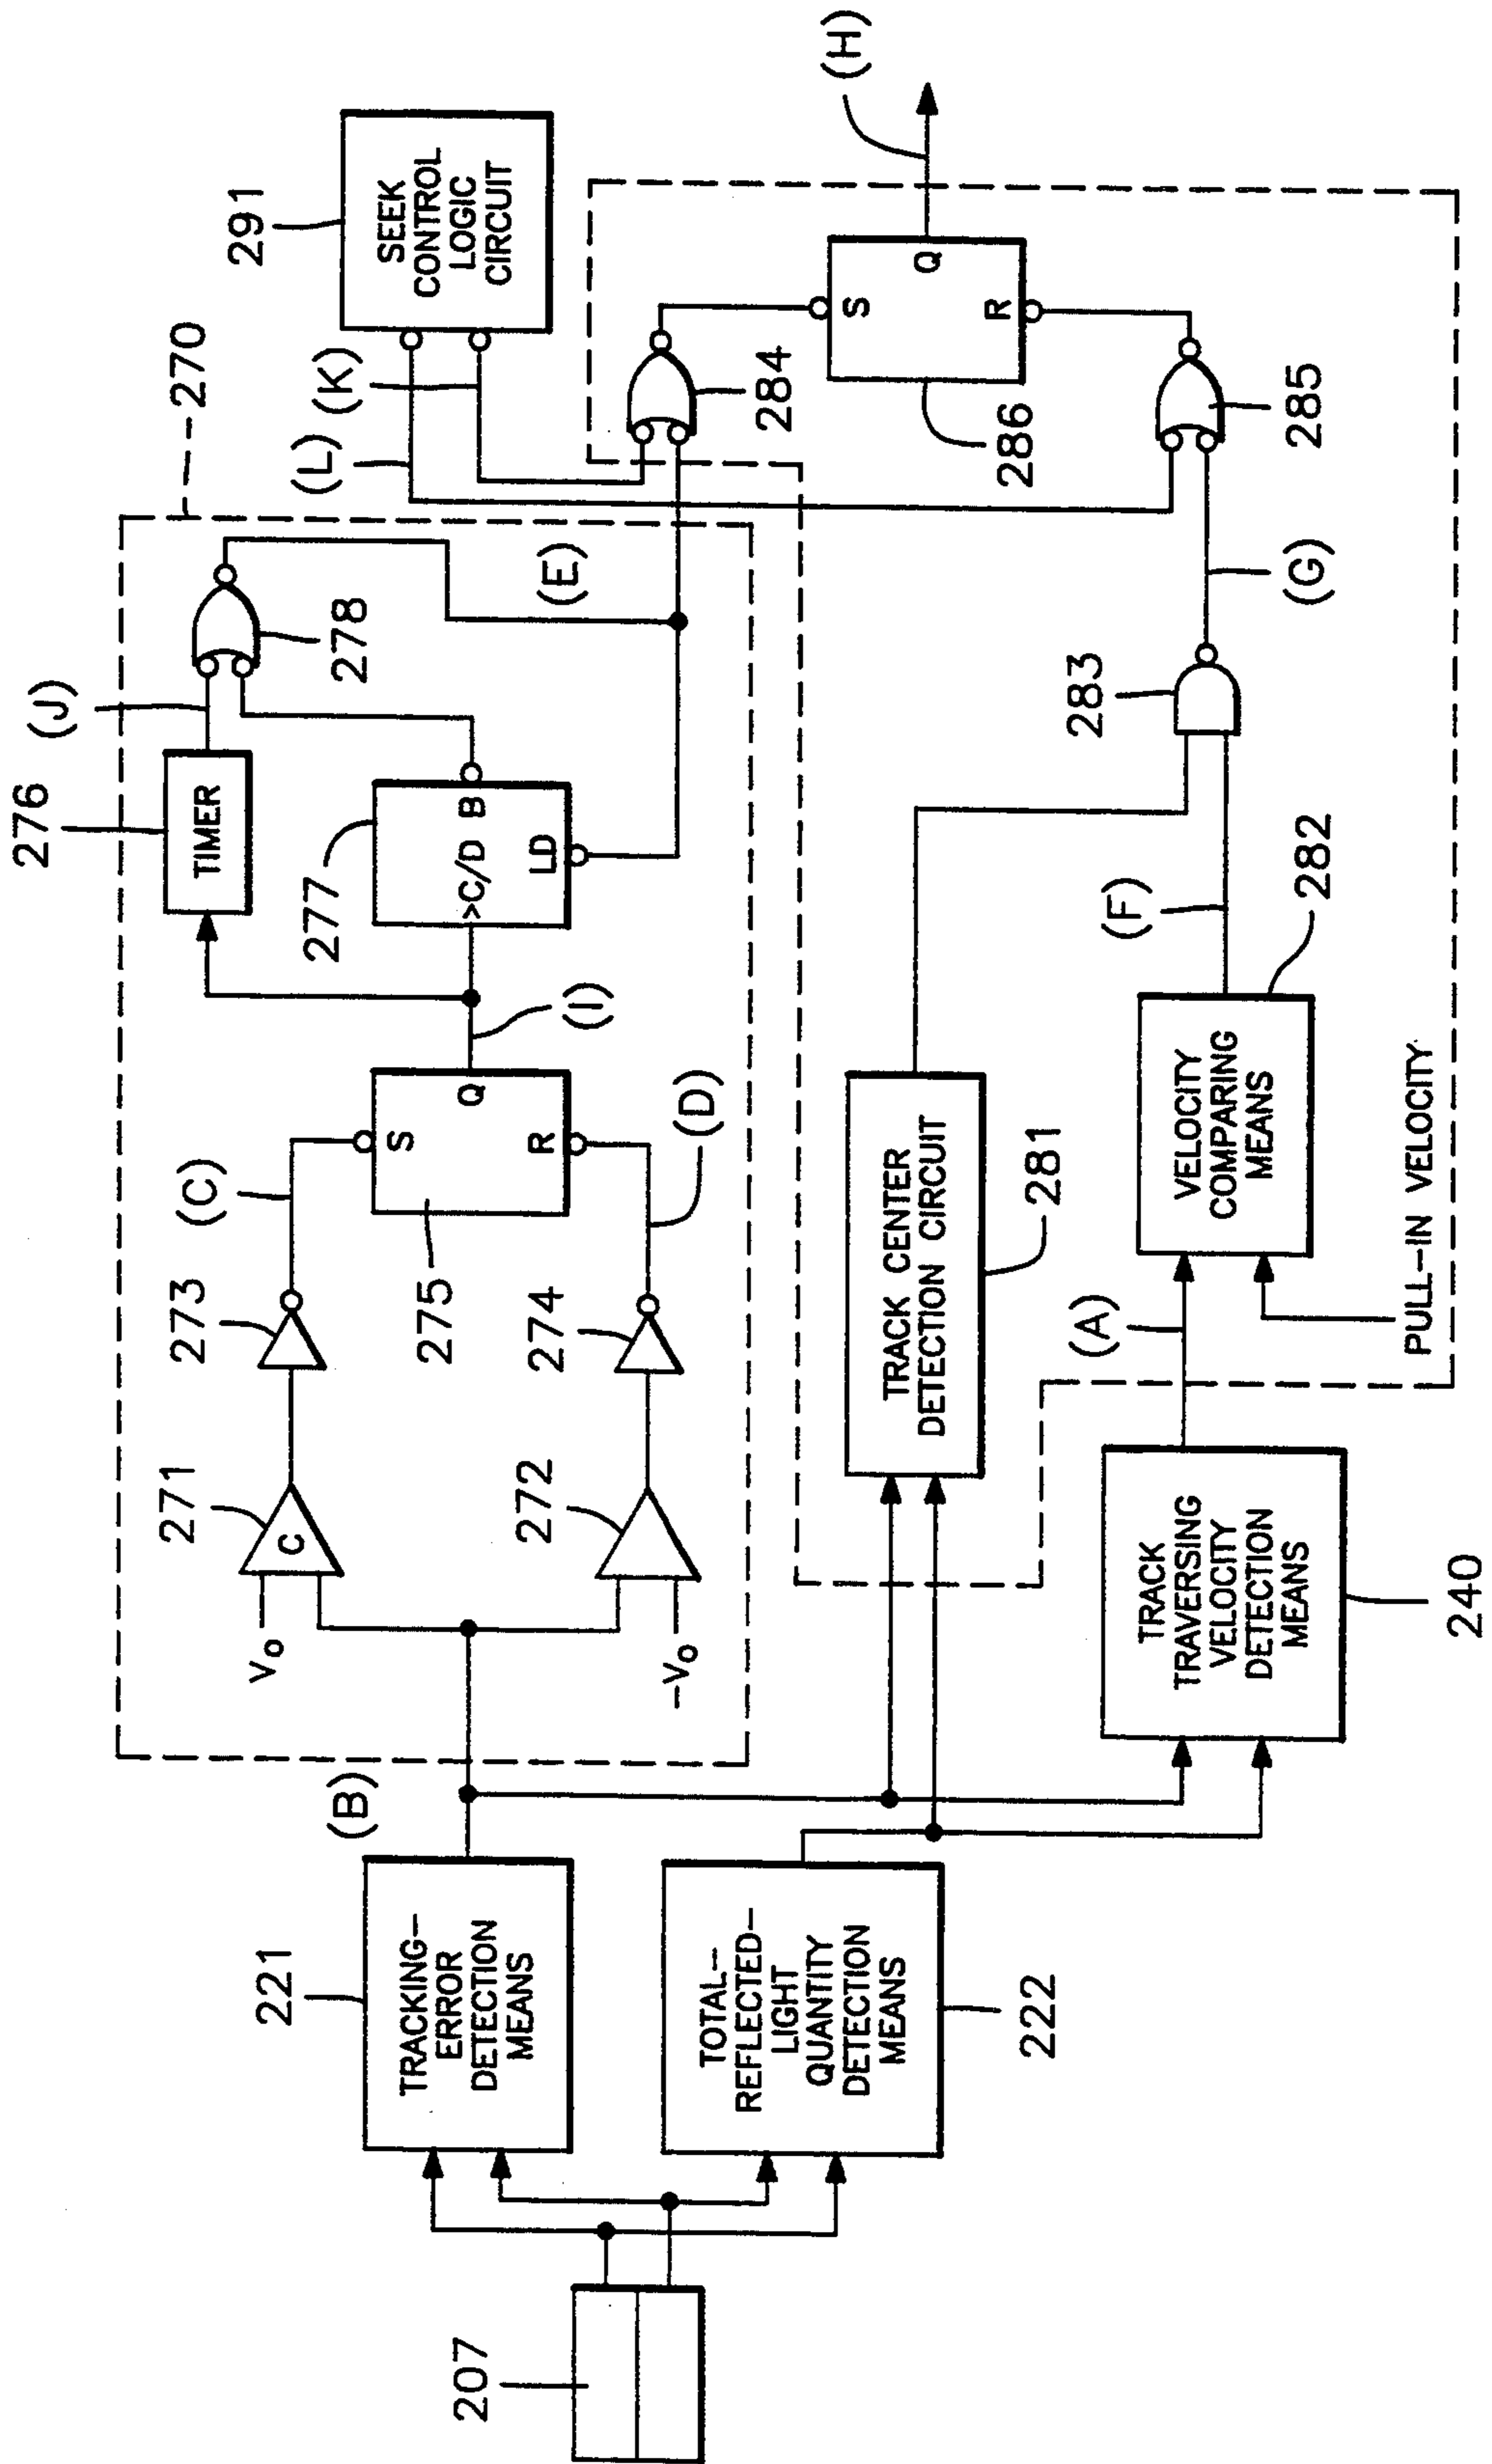 207
221
TRACKING-
ERROR
DETECTION
MEANS
TOTAL-
REFLECTED-
LIGHT
QUANTITY
DETECTION
MEANS
222
(B)
V₀
-V₀
271
C
272
273
274
(C)
(D)
275
S
R
Q
(I)
276
TIMER
277
>C/D
B
LD
(J)
278
(E)
270
(L)
(K)
291
SEEK
CONTROL
LOGIC
CIRCUIT
TRACK
TRAVERSING
VELOCITY
DETECTION
MEANS
240
(A)
PULL-IN VELOCITY
TRACK CENTER
DETECTION CIRCUIT
281
VELOCITY
COMPARING
MEANS
282
(F)
283
(G)
284
285
286
S
R
Q
(H)